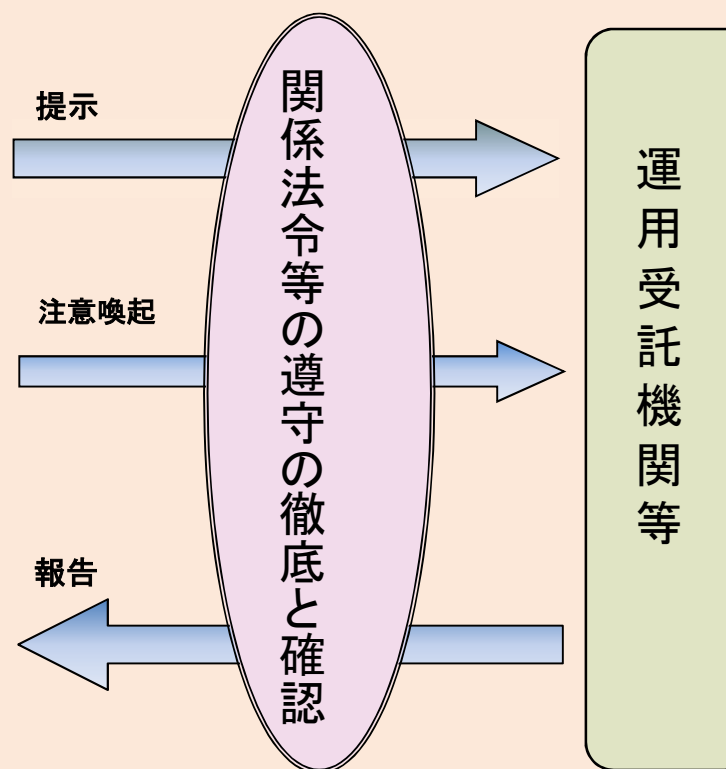 提示
注意喚起
報告
関係法令等の遵守の徹底と確認
運用受託機関等